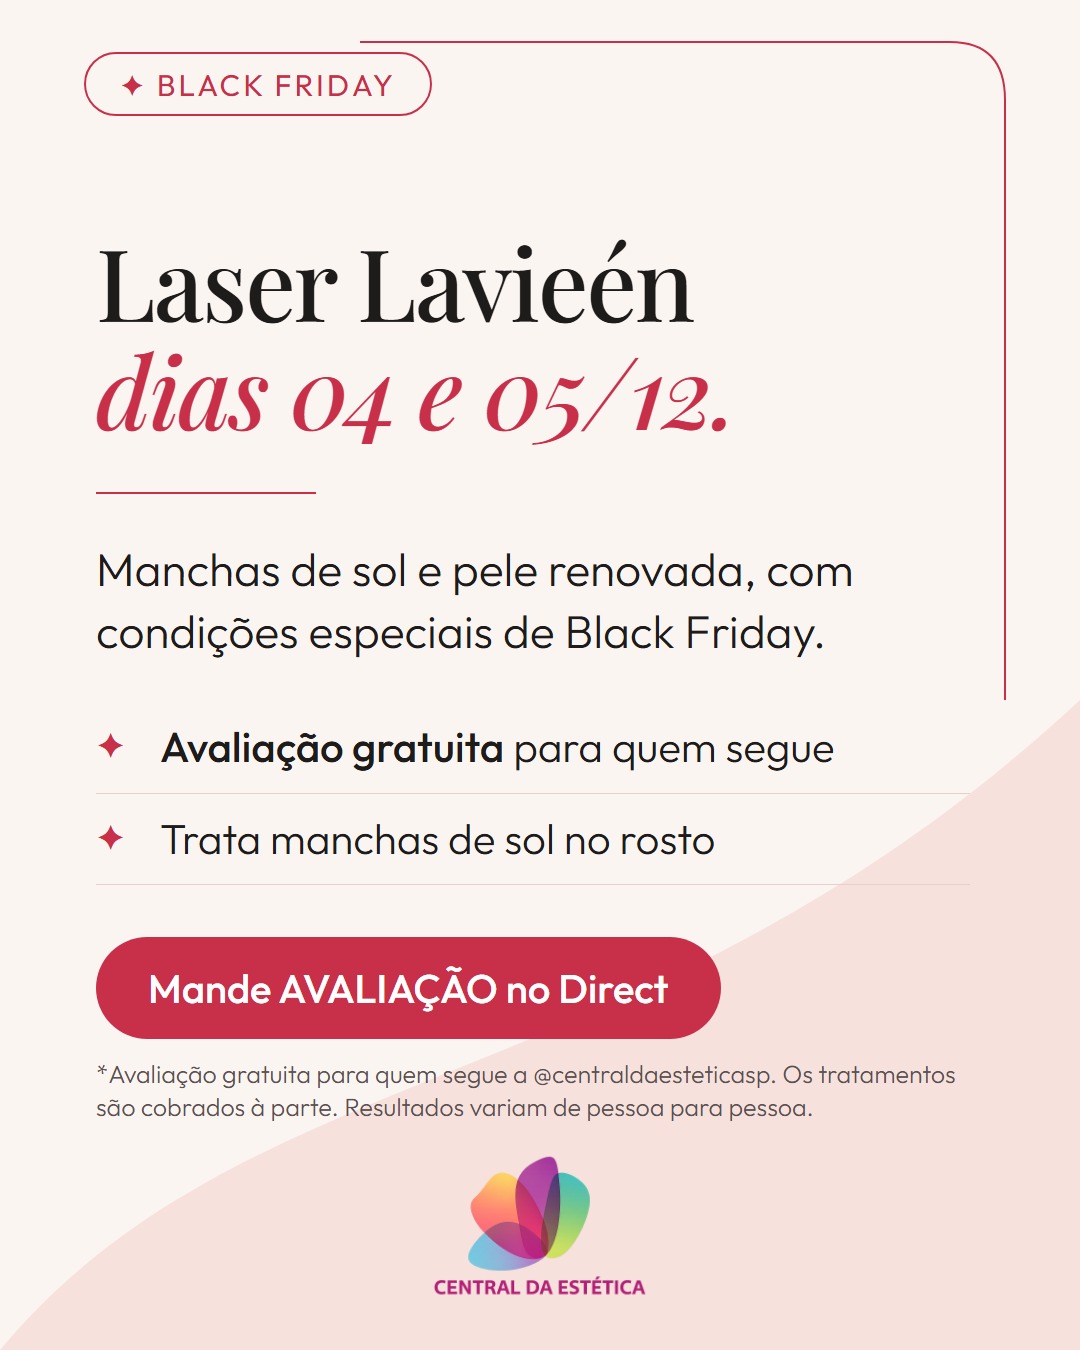 ✦ BLACK FRIDAY
Laser Lavieén
dias 04 e 05/12.
Manchas de sol e pele renovada, com
condições especiais de Black Friday.
✦ Avaliação gratuita para quem segue
✦ Trata manchas de sol no rosto
Mande AVALIAÇÃO no Direct
*Avaliação gratuita para quem segue a @centraldaesteticasp. Os tratamentos
são cobrados à parte. Resultados variam de pessoa para pessoa.
CENTRAL DA ESTÉTICA